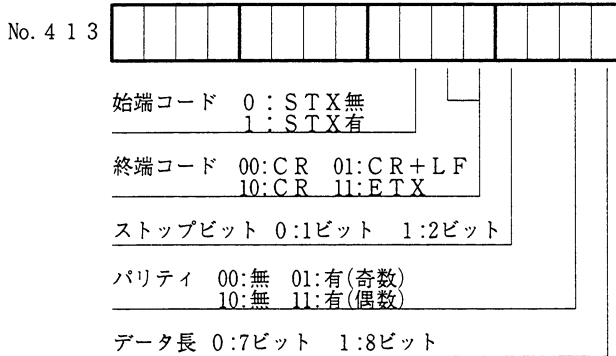 No. 4 1 3
始端コード 0 : ＳＴＸ無
1 : ＳＴＸ有
終端コード 00:ＣＲ 01:ＣＲ＋ＬＦ
10:ＣＲ 11:ＥＴＸ
ストップビット 0:1ビット 1:2ビット
パリティ 00:無 01:有(奇数)
10:無 11:有(偶数)
データ長 0:7ビット 1:8ビット